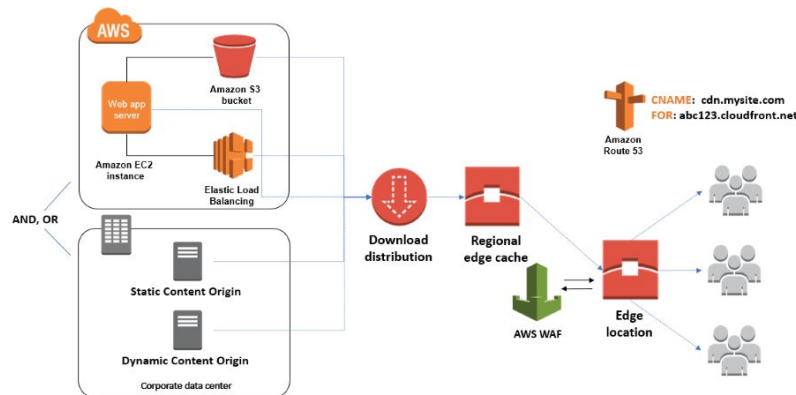 AWS
Amazon S3
bucket
Web app
server
Amazon EC2
instance
Elastic Load
Balancing
AND, OR
Static Content Origin
Dynamic Content Origin
Corporate data center
Download
distribution
Regional
edge cache
AWS WAF
Edge
location
Amazon
Route 53
CNAME: cdn.mysite.com
FOR: abc123.cloudfront.net